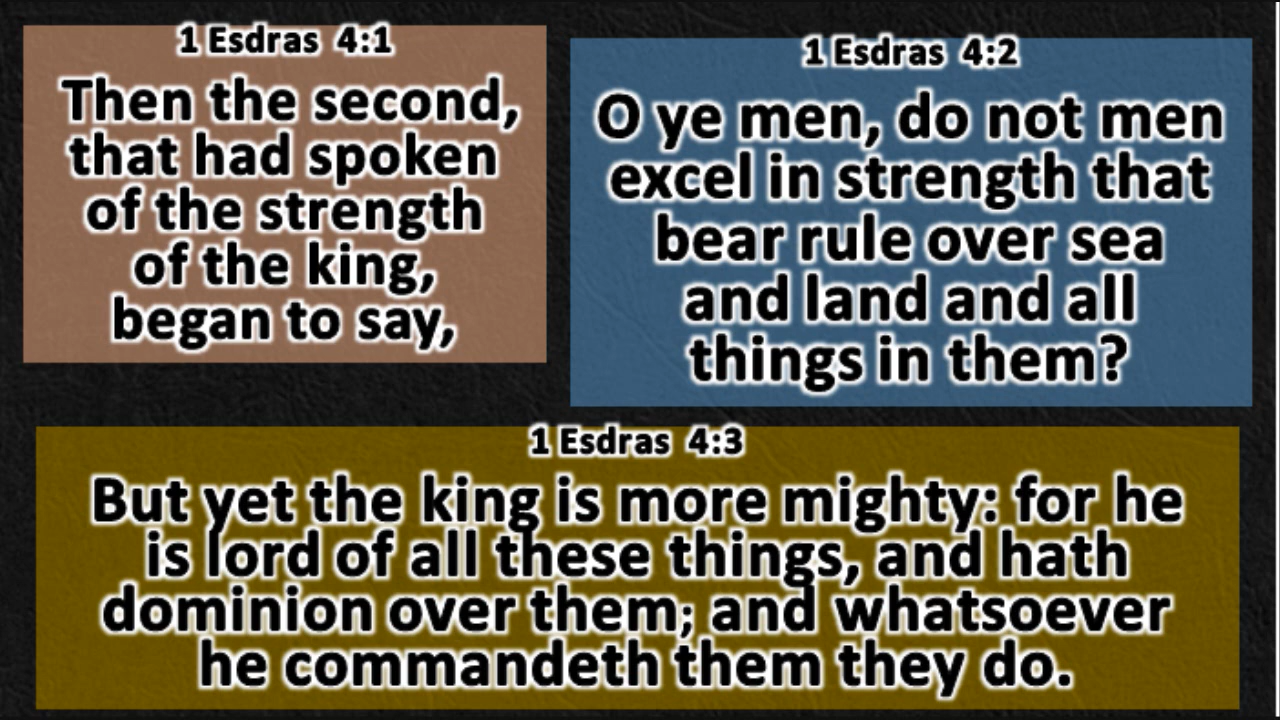 1 Esdras 4:1
Then the second,
that had spoken
of the strength
of the king,
began to say,
1 Esdras 4:2
O ye men, do not men
excel in strength that
bear rule over sea
and land and all
things in them?
1 Esdras 4:3
But yet the king is more mighty: for he
is lord of all these things, and hath
dominion over them; and whatsoever
he commandeth them they do.